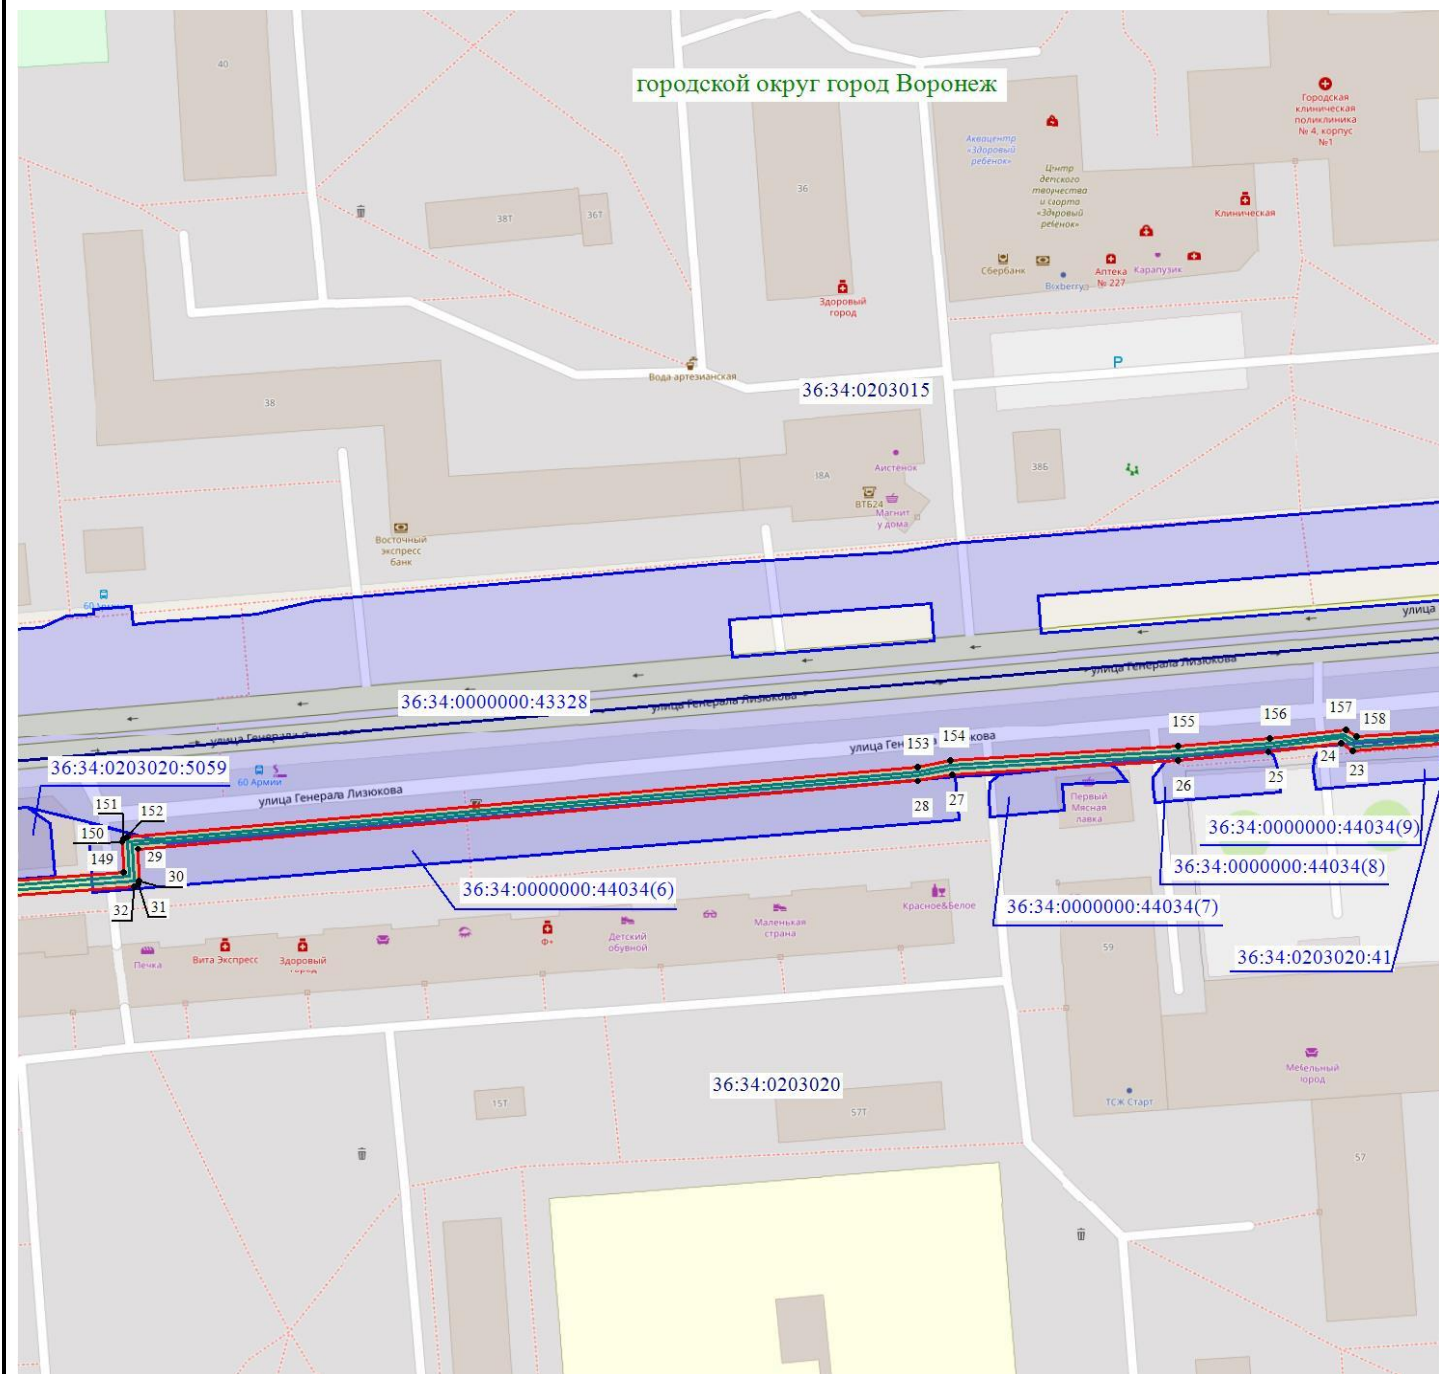 городской округ город Воронеж
40
Городская
клиническая
поликлиника
№ 4, корпус
№1
Аквацентр
«Здоровый
ребёнок»
Центр
детского
творчества
и спорта
«Здоровый
ребенок»
36
38Т
36Т
Клиническая
Сбербанк
Boxberry
Аптека
№ 227
Карапузик
Здоровый
город
P
Вода артезианская
36:34:0203015
38
38А
Аистёнок
38Б
ВТБ24
Магнит
у дома
Восточный
экспресс
банк
улица
улица Генерала Лизюкова
36:34:0000000:43328
улица Генерала Лизюкова
улица Генерала Лизюкова
153
154
155
156
157
158
36:34:0203020:5059
60 Армии
улица Генерала Лизюкова
28
27
26
25
24
23
Первый
Мясная
лавка
151
152
150
149
29
30
31
32
36:34:0000000:44034(9)
36:34:0000000:44034(8)
36:34:0000000:44034(6)
36:34:0000000:44034(7)
36:34:0203020:41
Красное&Белое
Маленькая
страна
Детский
обувной
Печка
Вита Экспресс
Здоровый
город
59
36:34:0203020
15Т
57Т
ТСЖ Старт
Мебельный
город
57